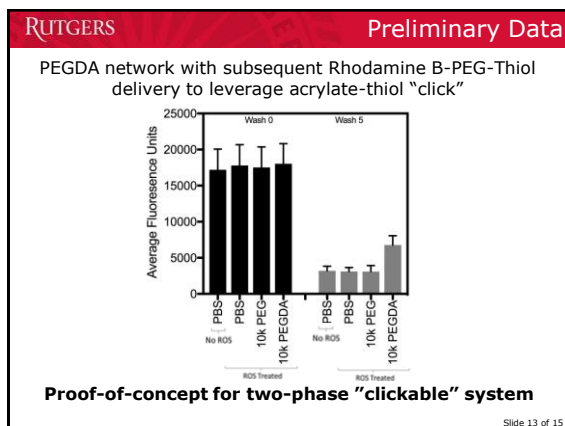 RUTGERS
Preliminary Data
PEGDA network with subsequent Rhodamine B-PEG-Thiol
delivery to leverage acrylate-thiol “click”
Wash 0
Wash 5
Average Fluoresence Units
25000
20000
15000
10000
5000
0
PBS
PBS
10k PEG
10k PEGDA
PBS
PBS
10k PEG
10k PEGDA
No ROS
No ROS
ROS Treated
ROS Treated
Proof-of-concept for two-phase ”clickable” system
Slide 13 of 15